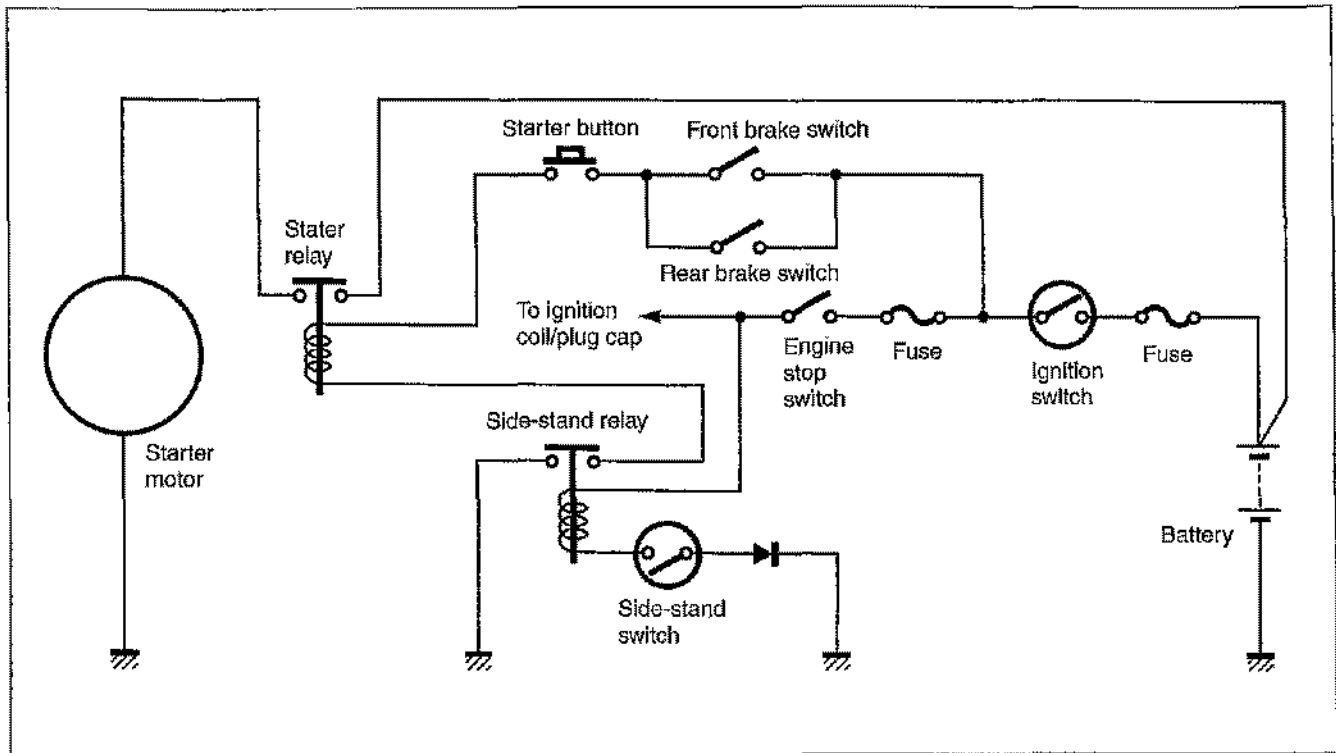 Starter button
Front brake switch
Stater
relay
Rear brake switch
To ignition
coil/plug cap
Engine
stop
switch
Fuse
Ignition
switch
Fuse
Side-stand relay
Starter
motor
Battery
Side-stand
switch